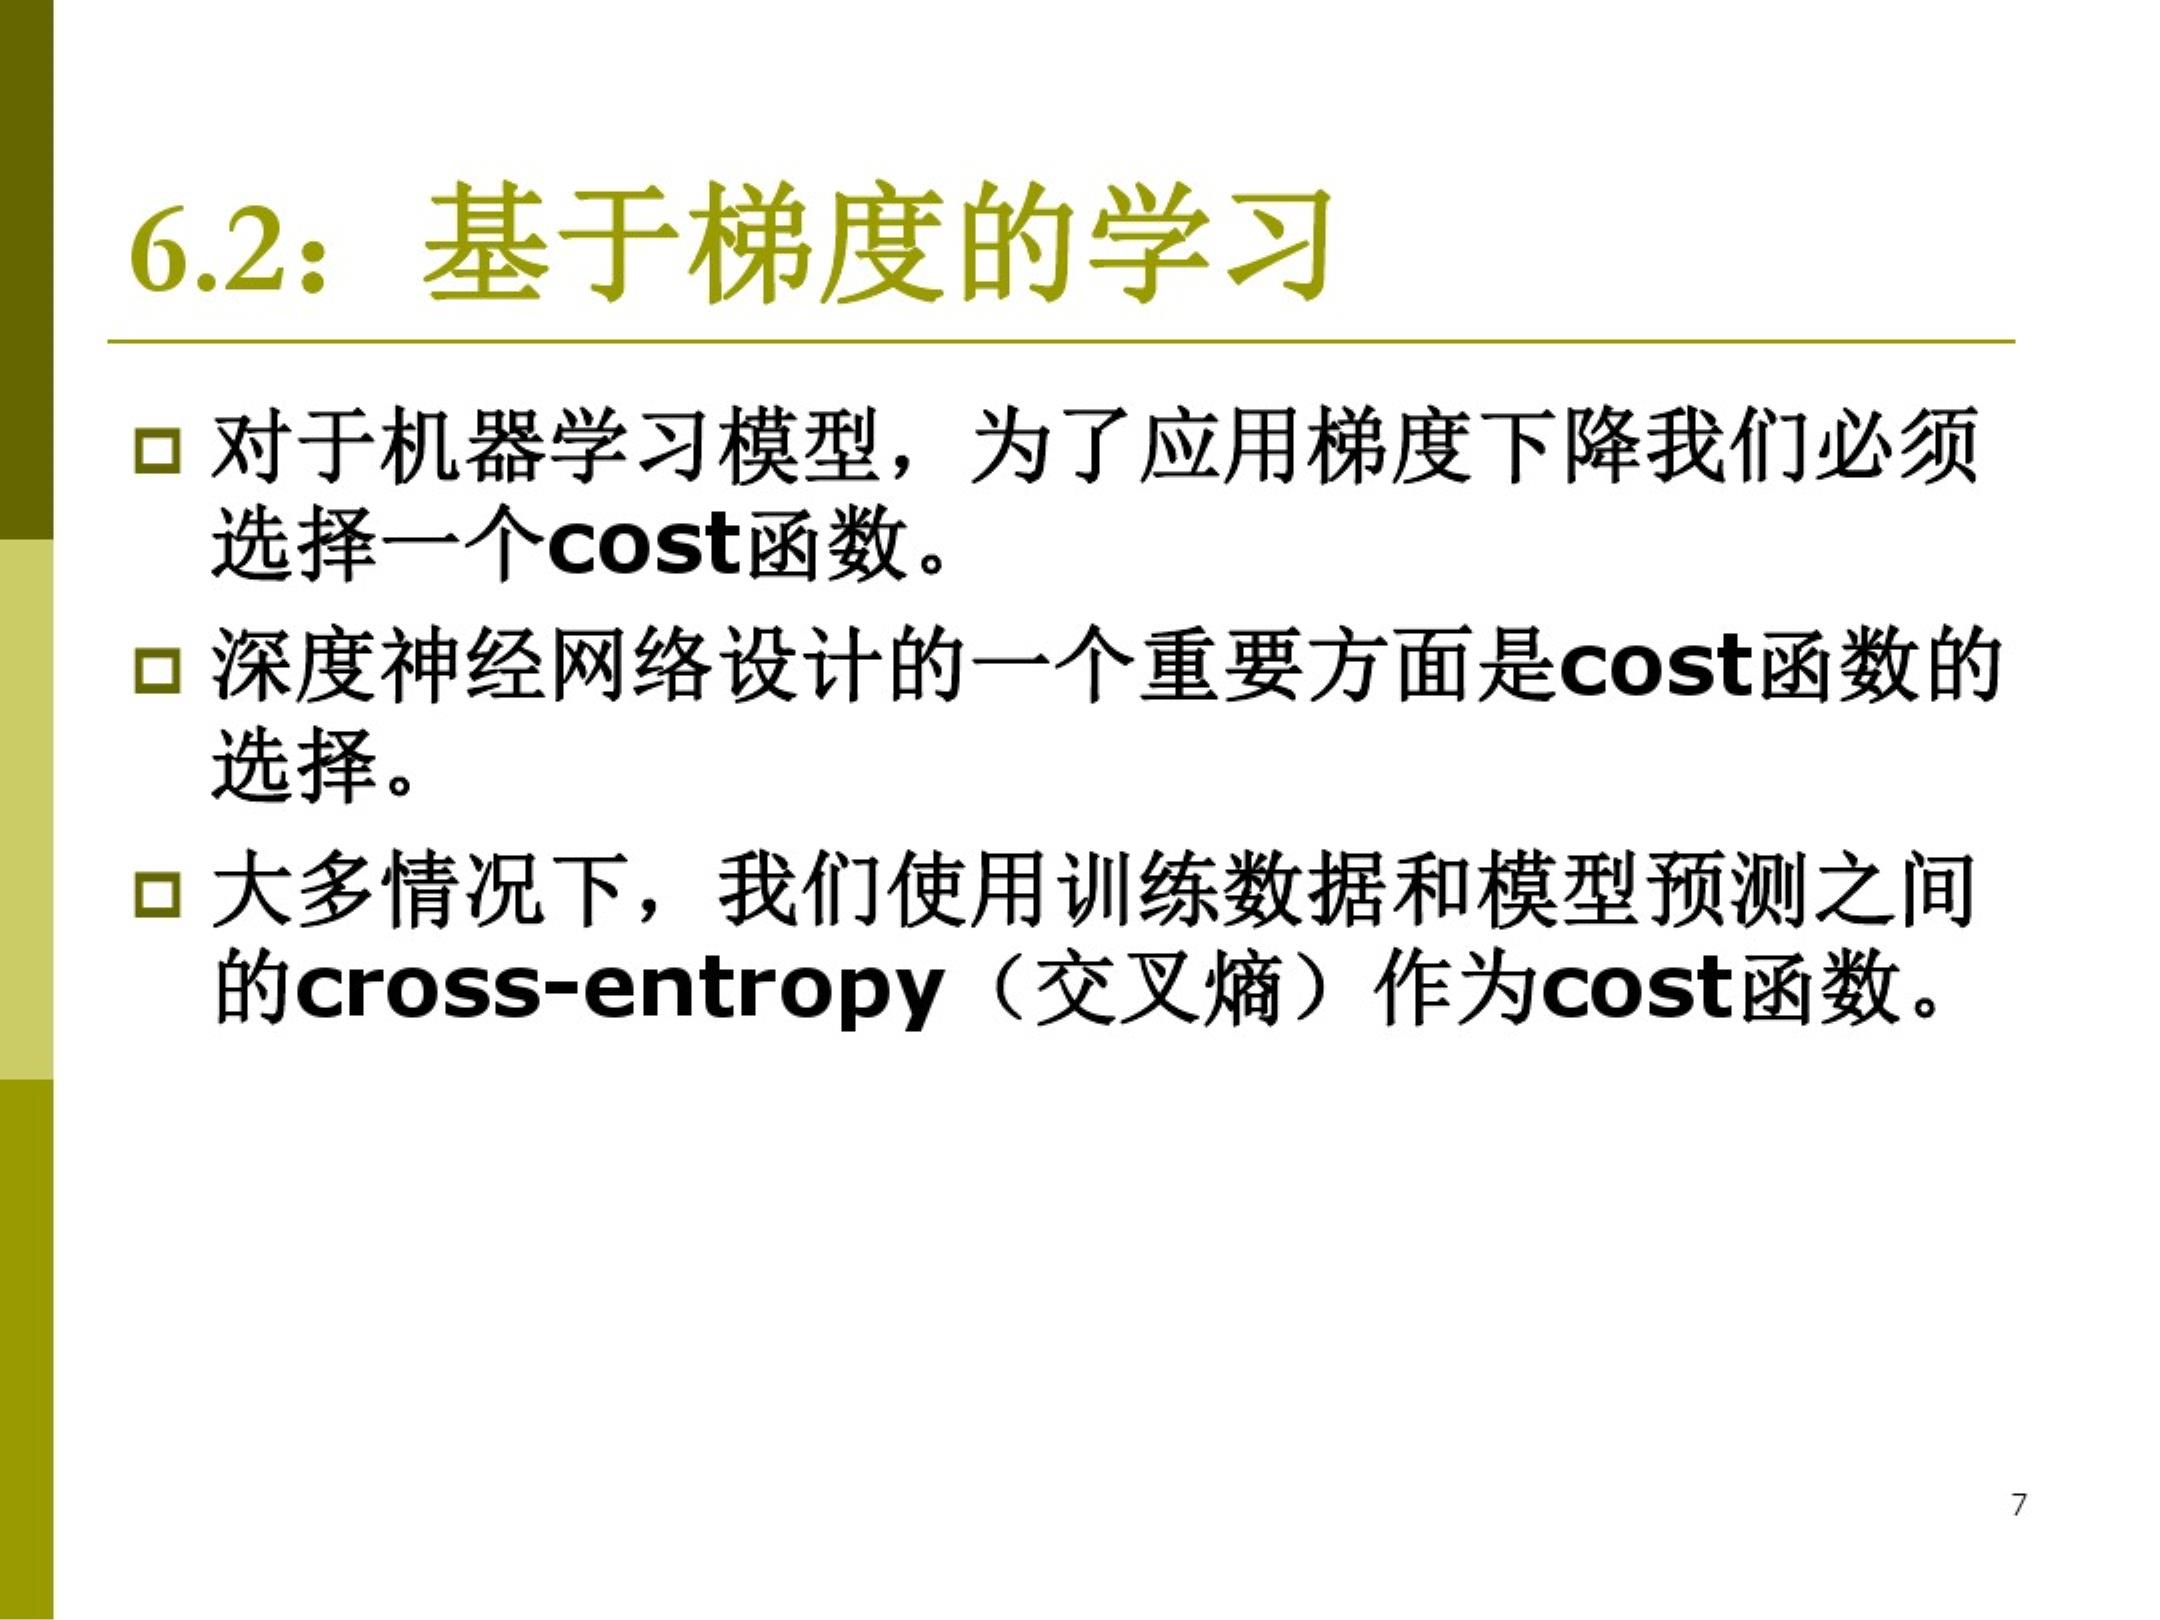 6.2：基于梯度的学习
对于机器学习模型，为了应用梯度下降我们必须
选择一个cost函数。
深度神经网络设计的一个重要方面是cost函数的
选择。
大多情况下，我们使用训练数据和模型预测之间
的cross-entropy（交叉熵）作为cost函数。
7